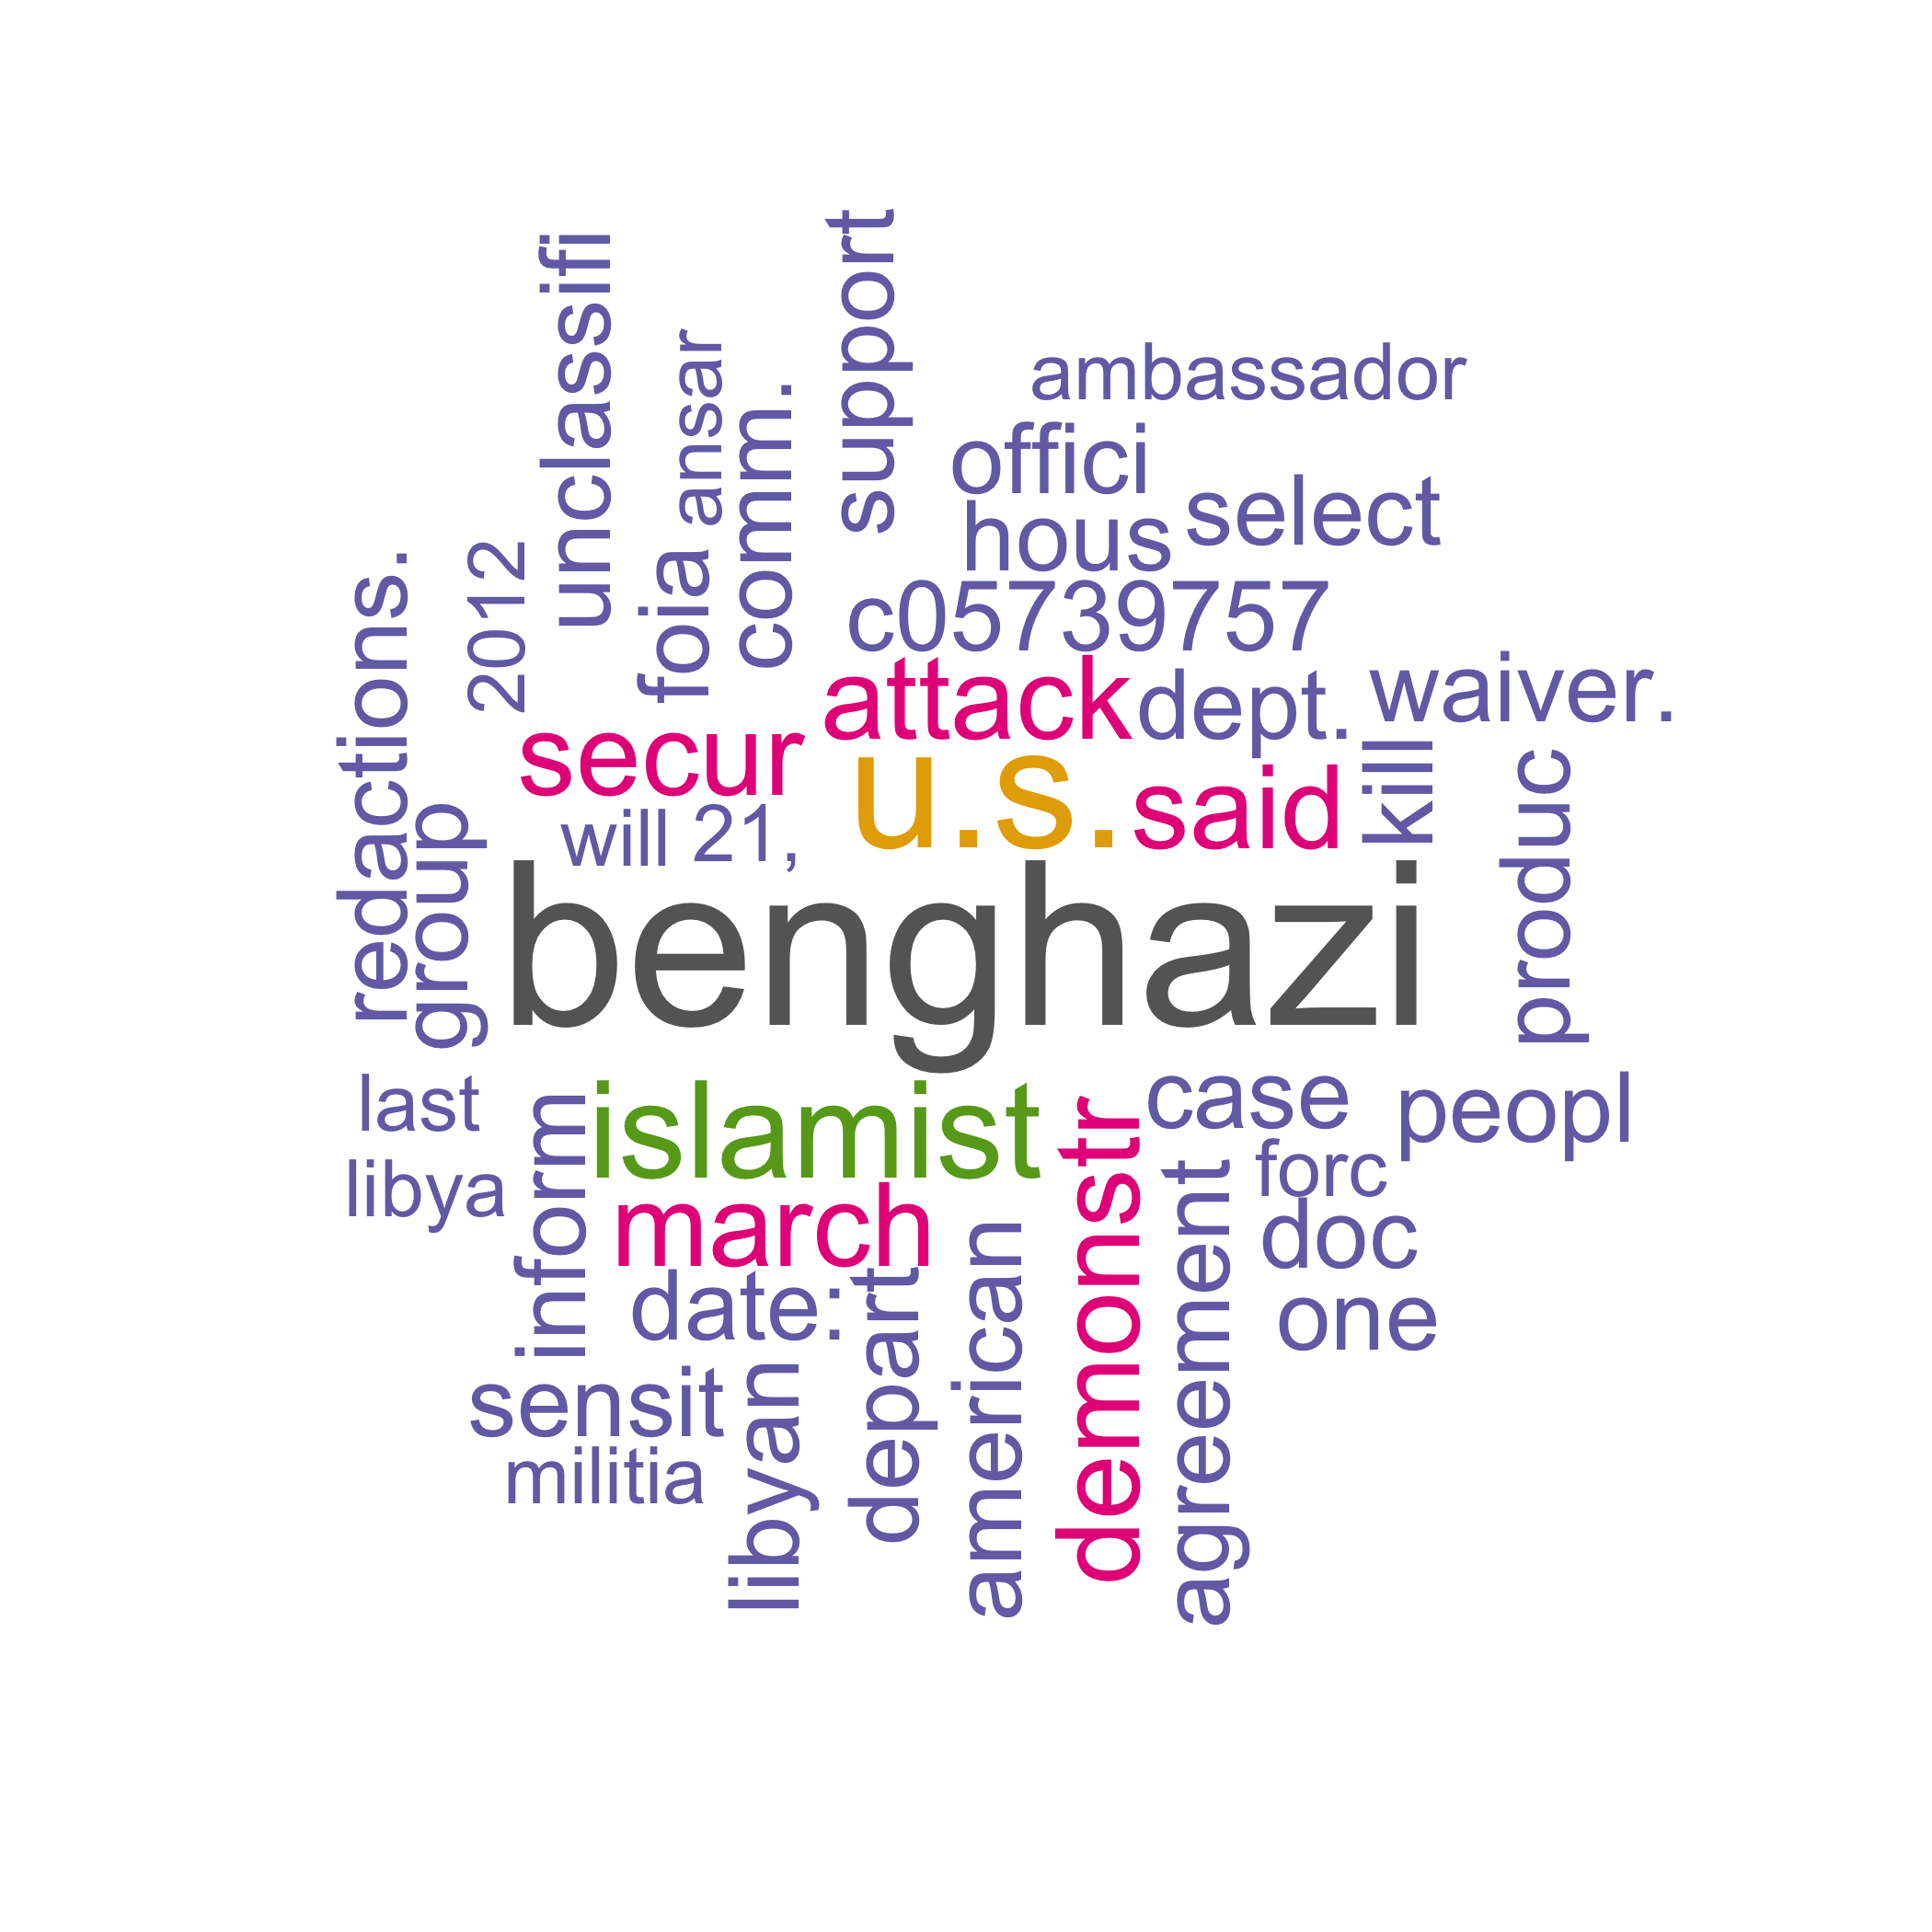 support
unclassifi
ansar
ambassador
comm.
offici
select
hous
2012
foia
redactions.
c05739757
attack
dept.
waiver.
secur
u.s.
said
kill
produc
will
21,
group
benghazi
last
inform
islamist
demonstr
case
peopl
libya
march
agreement
forc
doc
date:
depart
american
one
sensit
libyan
militia